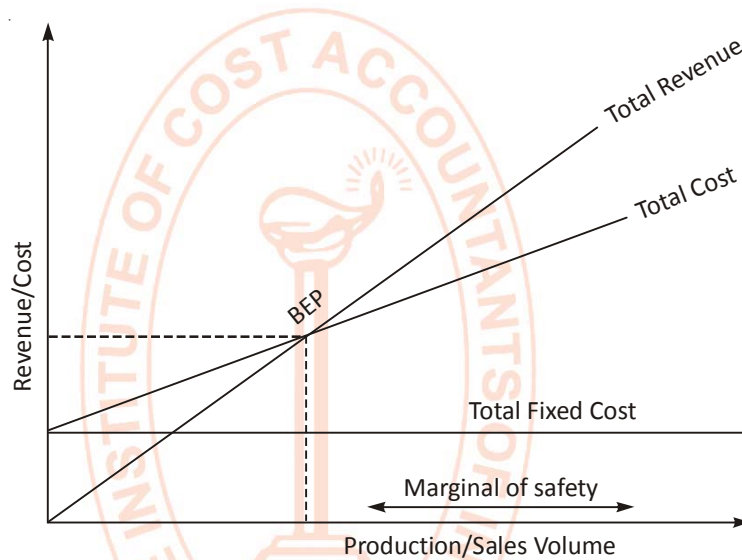 THE INSTITUTE OF COST ACCOUNTANTS OF I
Total Revenue
Total Cost
BEP
Revenue/Cost
Total Fixed Cost
Marginal of safety
Production/Sales Volume